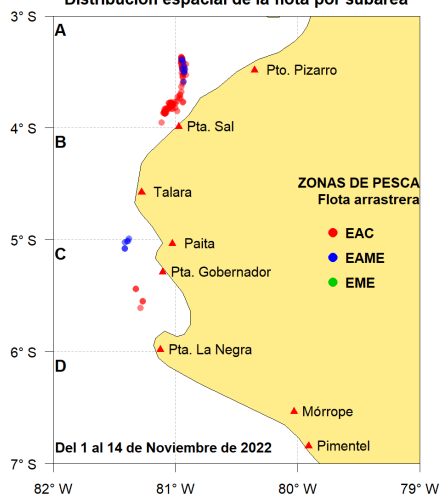 Distribución espacial de la flota por subárea
3° S
A
Pto. Pizarro
4° S
Pta. Sal
B
Talara
ZONAS DE PESCA
Flota arrastrera
EAC
5° S
Paita
C
EAME
Pta. Gobernador
EME
6° S
Pta. La Negra
D
Mórrope
Del 1 al 14 de Noviembre de 2022
Pimentel
7° S
82° W
81° W
80° W
79° W